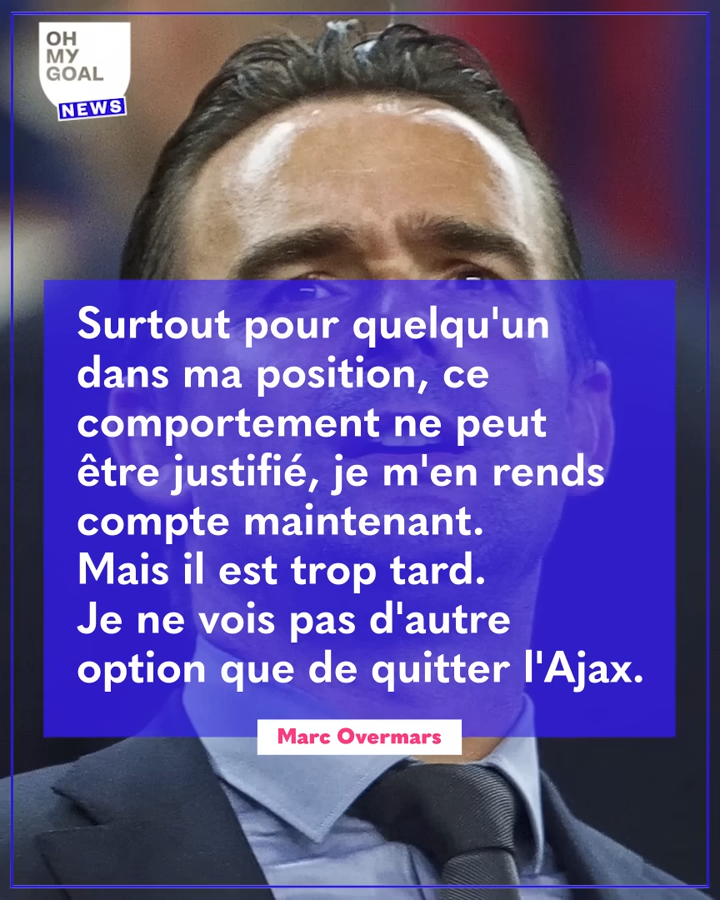 OH
MY
GOAL
NEWS
Surtout pour quelqu'un
dans ma position, ce
comportement ne peut
être justifié, je m'en rends
compte maintenant.
Mais il est trop tard.
Je ne vois pas d'autre
option que de quitter l'Ajax.
Marc Overmars